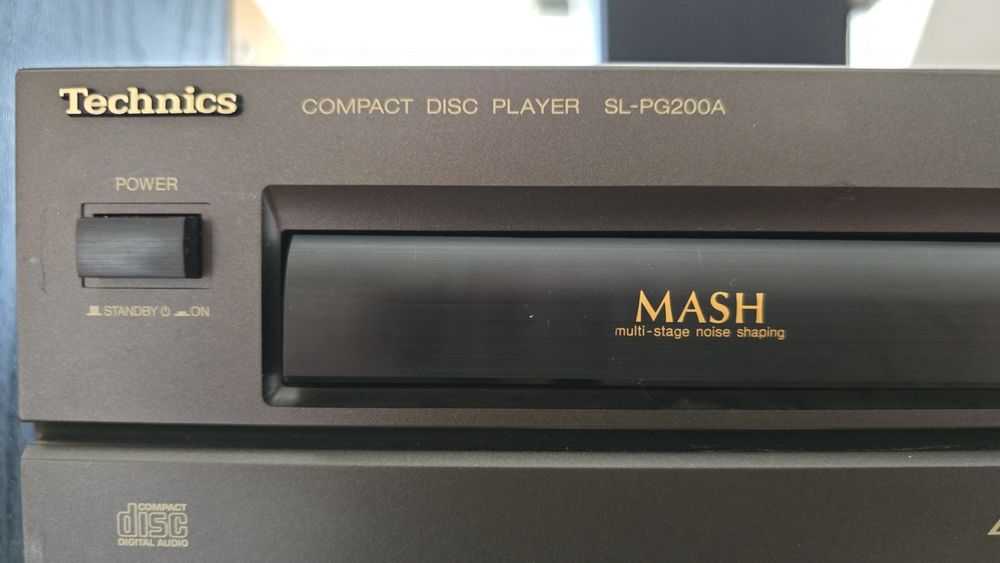 Technics
COMPACT DISC PLAYER SL-PG200A
POWER
STANDBY ON
MASH
multi-stage noise shaping
COMPACT
disc
DIGITAL AUDIO